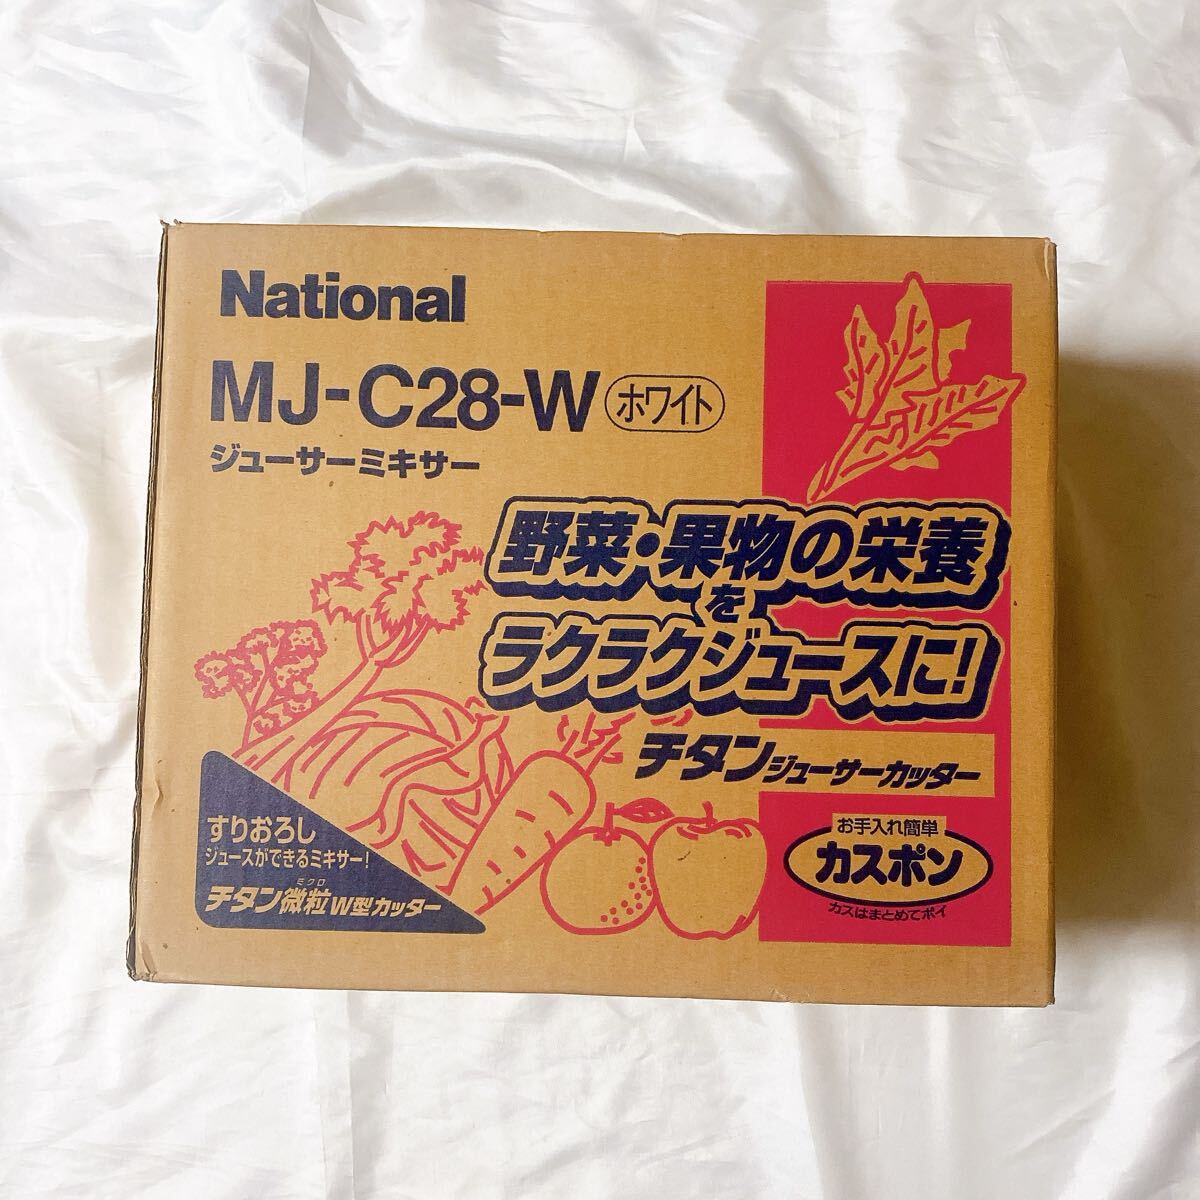 National
MJ-C28-W ホワイト
ジューサーミキサー
野菜・果物の栄養
を
ラクラクジュースに!
チタンジューサーカッター
お手入れ簡単
カスポン
カスはまとめてポイ
すりおろし
ジュースができるミキサー!
ミクロ
チタン微粒W型カッター